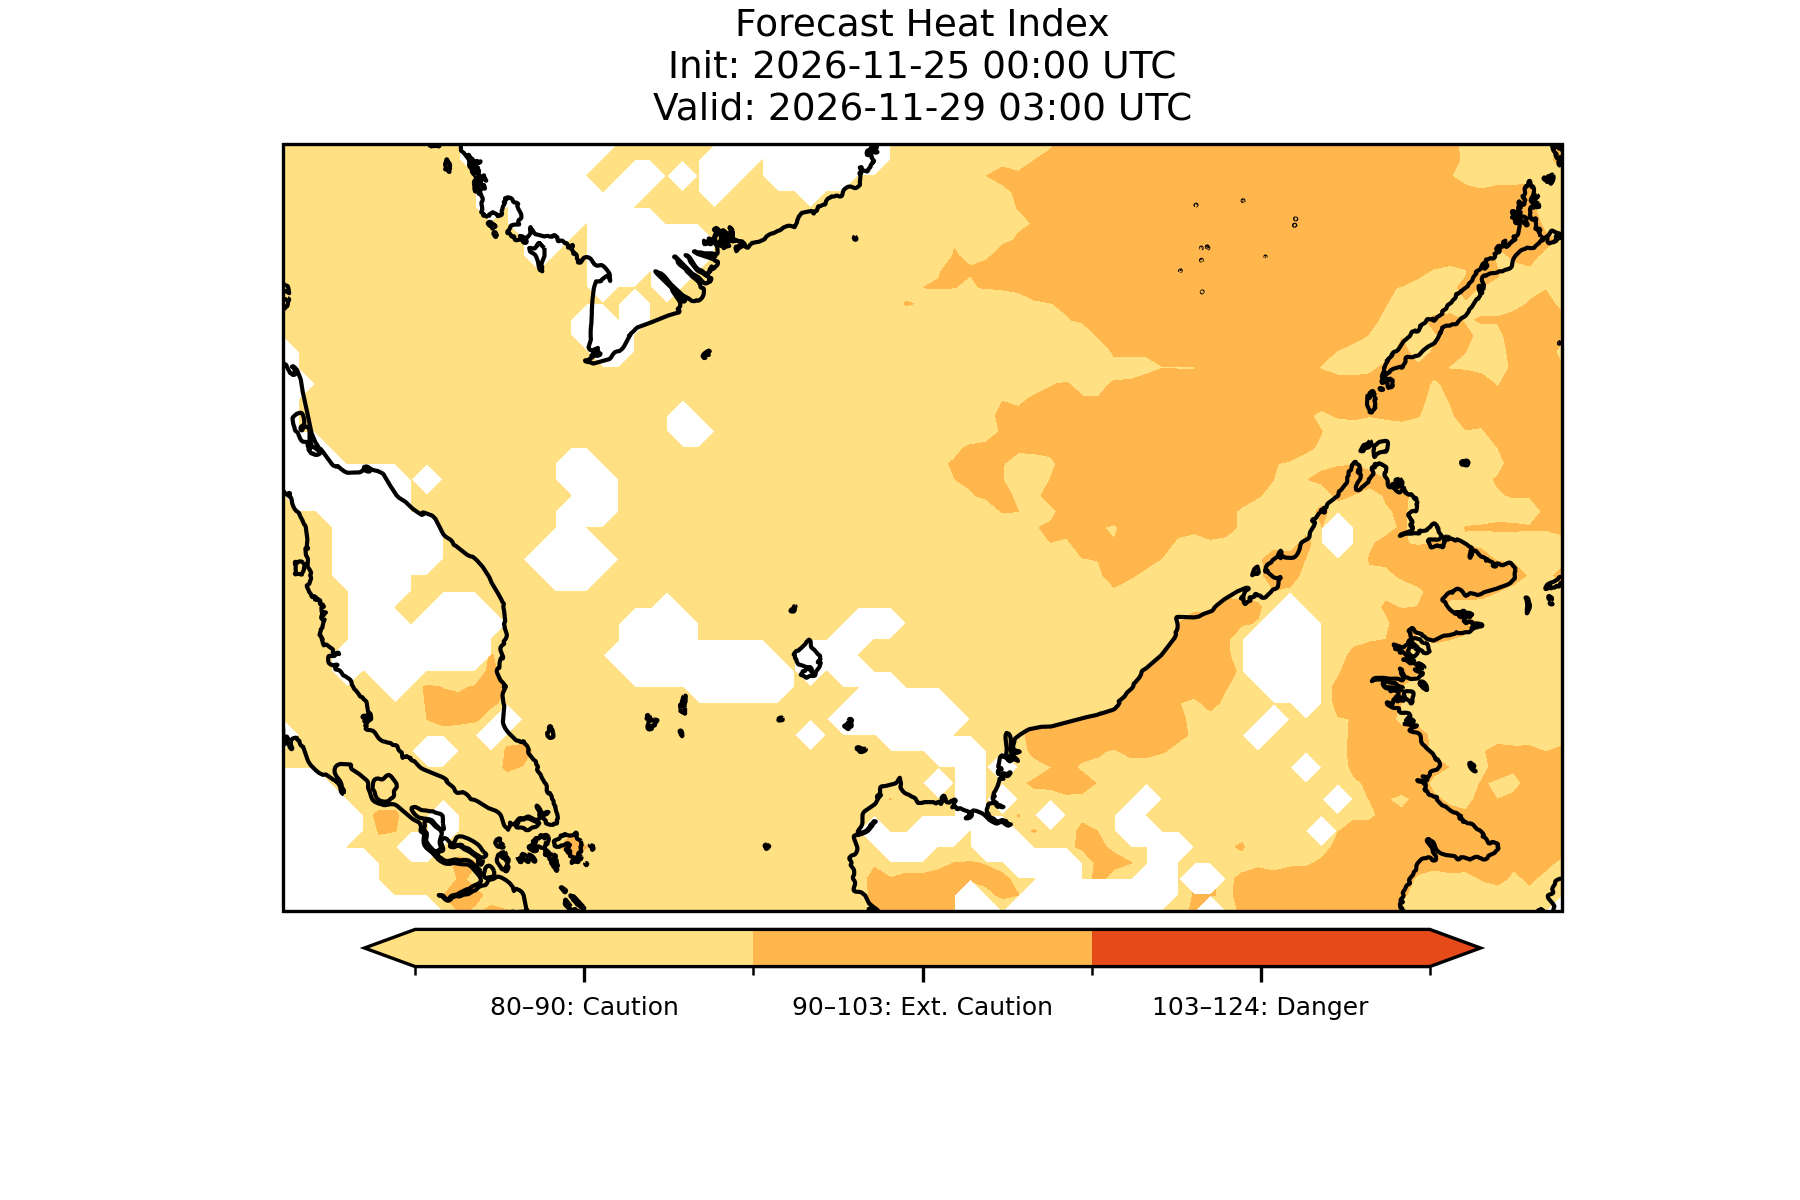 Forecast Heat Index
Init: 2026-11-25 00:00 UTC
Valid: 2026-11-29 03:00 UTC
80–90: Caution
90–103: Ext. Caution
103–124: Danger